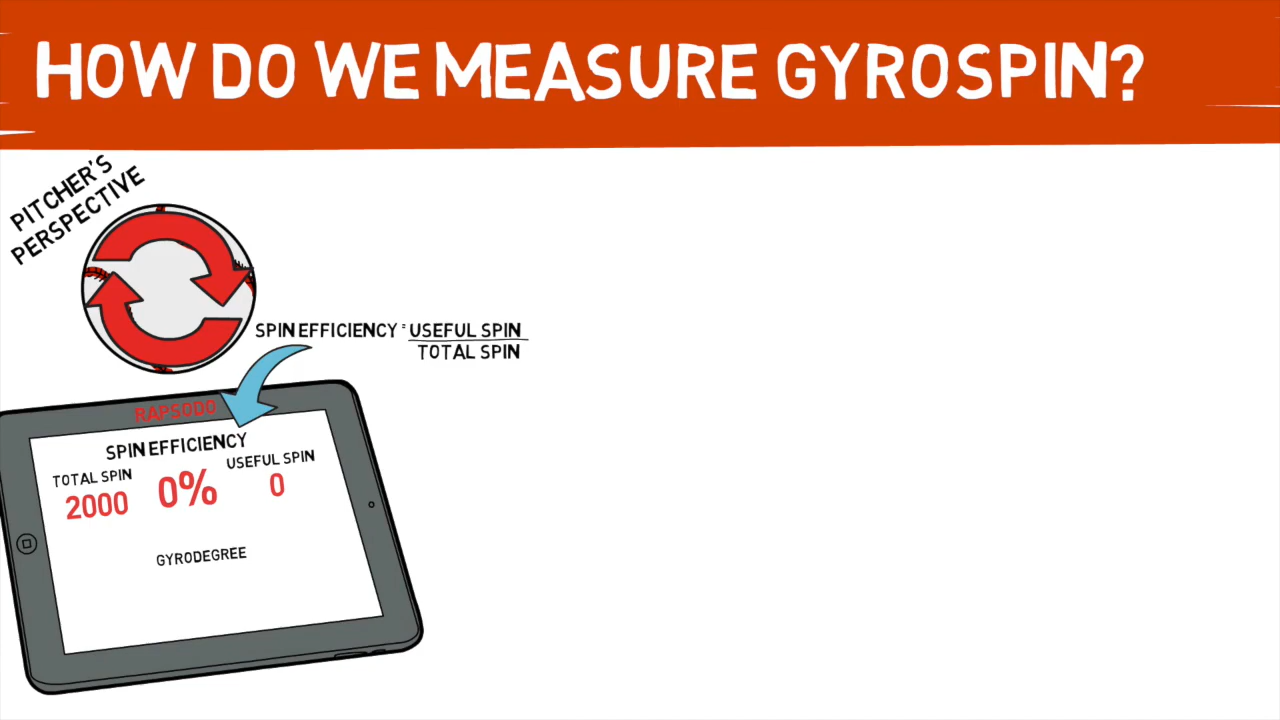 HOW DO WE MEASURE GYROSPIN?
PITCHER'S
PERSPECTIVE
SPIN EFFICIENCY = USEFUL SPIN
TOTAL SPIN
RAPSODO
SPIN EFFICIENCY
TOTAL SPIN
USEFUL SPIN
2000
0%
0
GYRODEGREE